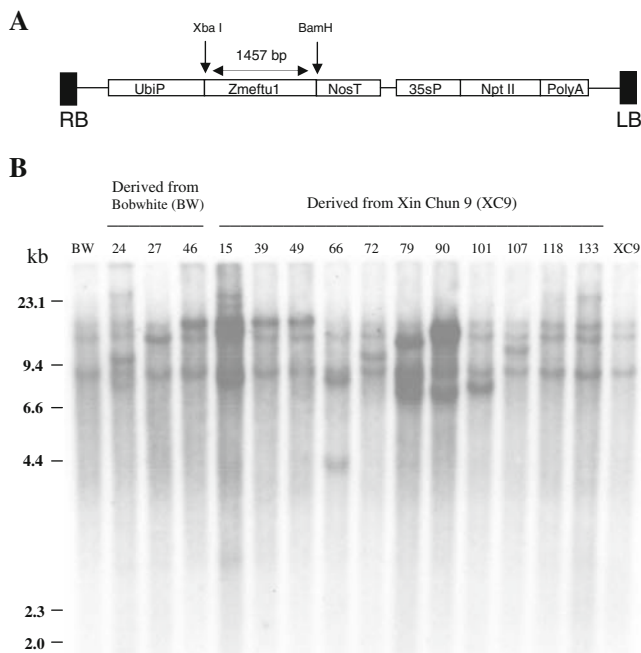 A
Xba I BamH
1457 bp
UbiP Zmeftu1 NosT 35sP Npt II PolyA
RB LB
B
Derived from
Bobwhite (BW)
Derived from Xin Chun 9 (XC9)
kb BW 24 27 46 15 39 49 66 72 79 90 101 107 118 133 XC9
23.1
9.4
6.6
4.4
2.3
2.0